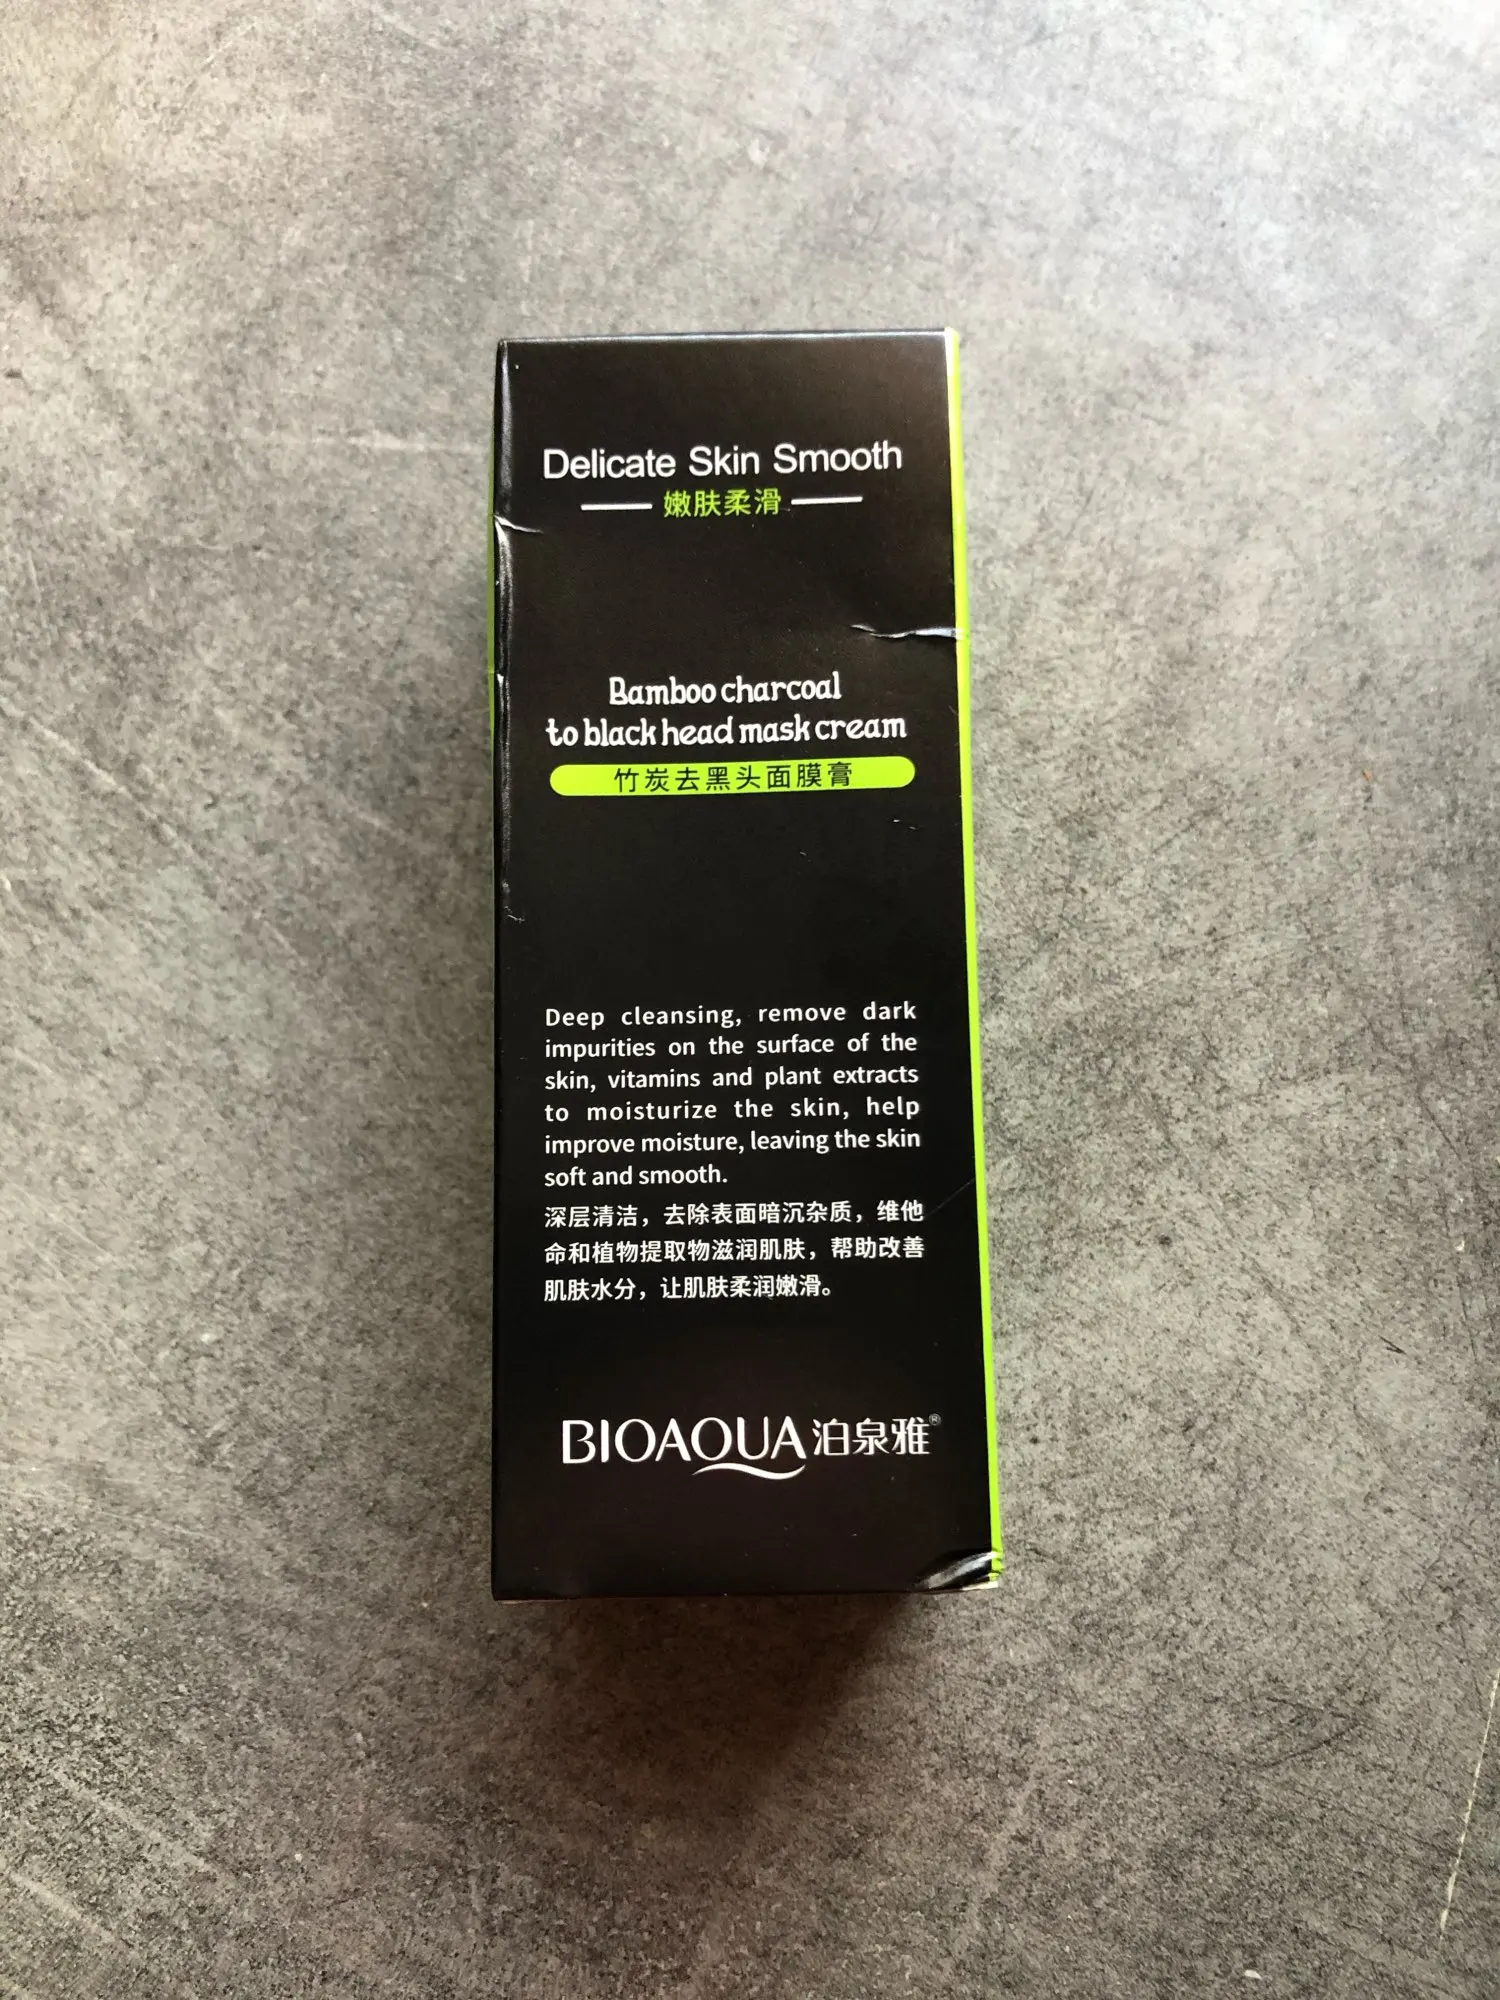 Delicate Skin Smooth
嫩肤柔滑
Bamboo charcoal
to black head mask cream
竹炭去黑头面膜膏
Deep cleansing, remove dark
impurities on the surface of the
skin, vitamins and plant extracts
to moisturize the skin, help
improve moisture, leaving the skin
soft and smooth.
深层清洁，去除表面暗沉杂质，维他
命和植物提取物滋润肌肤，帮助改善
肌肤水分，让肌肤柔润嫩滑。
BIOAQUA泊泉雅®